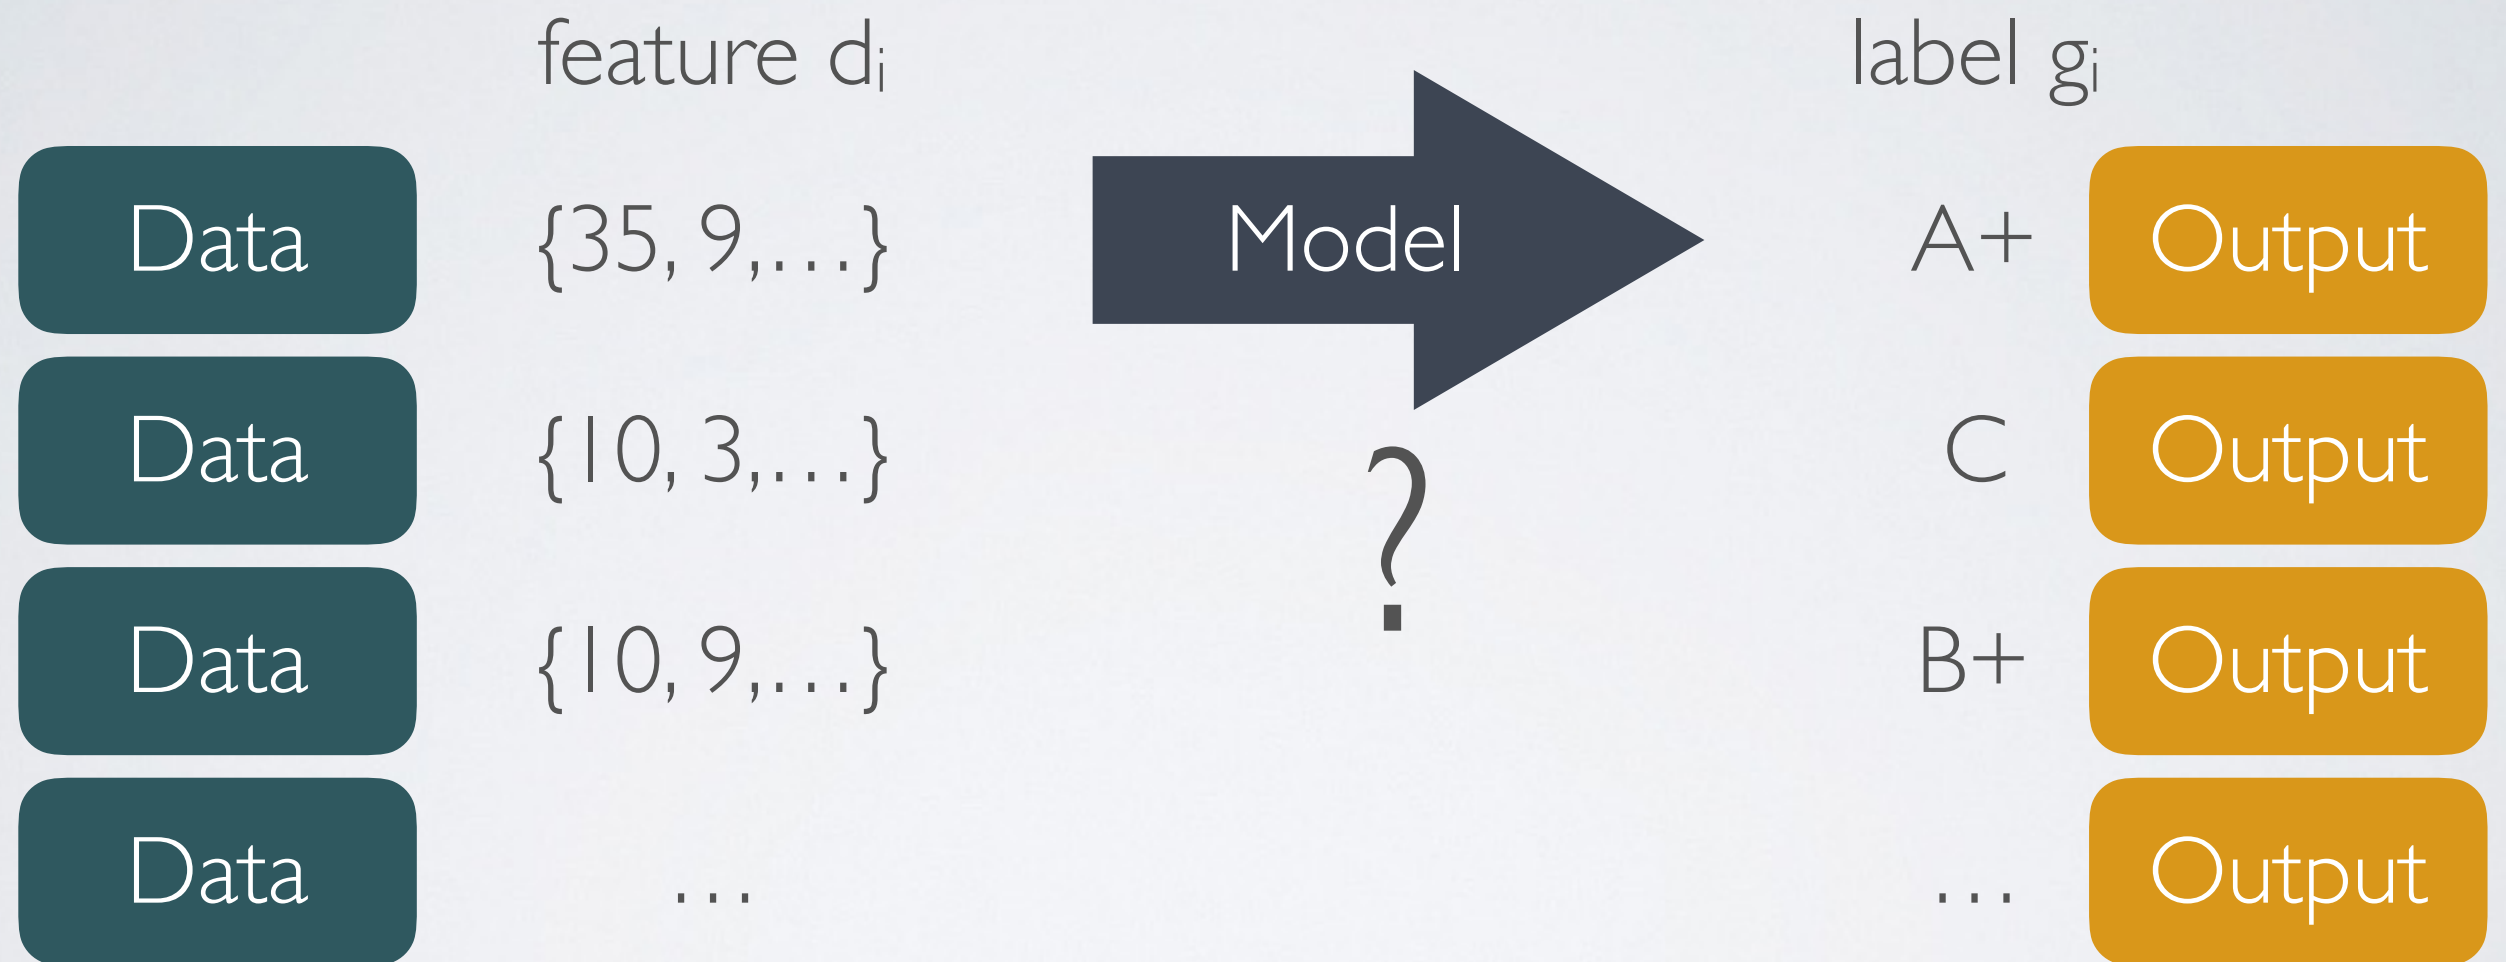 feature dᵢ label gᵢ
Data {35, 9,...} Model A+ Output
Data {10, 3,...} C Output
?
Data {10, 9,...} B+ Output
Data ... ... Output